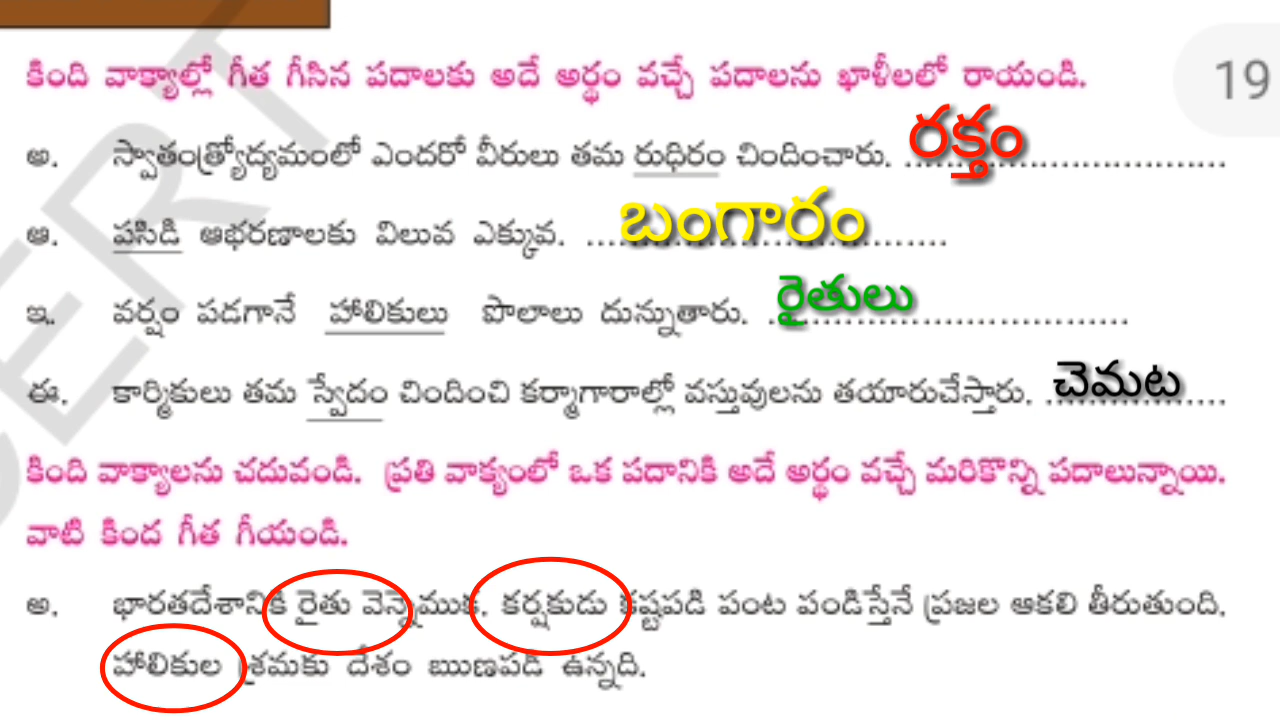 కింది వాక్యాల్లో గీత గీసిన పదాలకు అదే అర్థం వచ్చే పదాలను ఖాళీలలో రాయండి.
19
అ. స్వాతంత్ర్యోద్యమంలో ఎందరో వీరులు తమ రుధిరం చిందించారు. రక్తం
ఆ. పసిడి ఆభరణాలకు విలువ ఎక్కువ. బంగారం
ఇ. వర్షం పడగానే హాలికులు పొలాలు దున్నుతారు. రైతులు
ఈ. కార్మికులు తమ స్వేదం చిందించి కర్మాగారాల్లో వస్తువులను తయారుచేస్తారు. చెమట
కింది వాక్యాలను చదువండి. ప్రతి వాక్యంలో ఒక పదానికి అదే అర్థం వచ్చే మరికొన్ని పదాలున్నాయి.
వాటి కింద గీత గీయండి.
అ. భారతదేశానికి రైతు వెన్నెముక. కర్షకుడు కష్టపడి పంట పండిస్తేనే ప్రజల ఆకలి తీరుతుంది.
హాలికుల శ్రమకు దేశం ఋణపడి ఉన్నది.